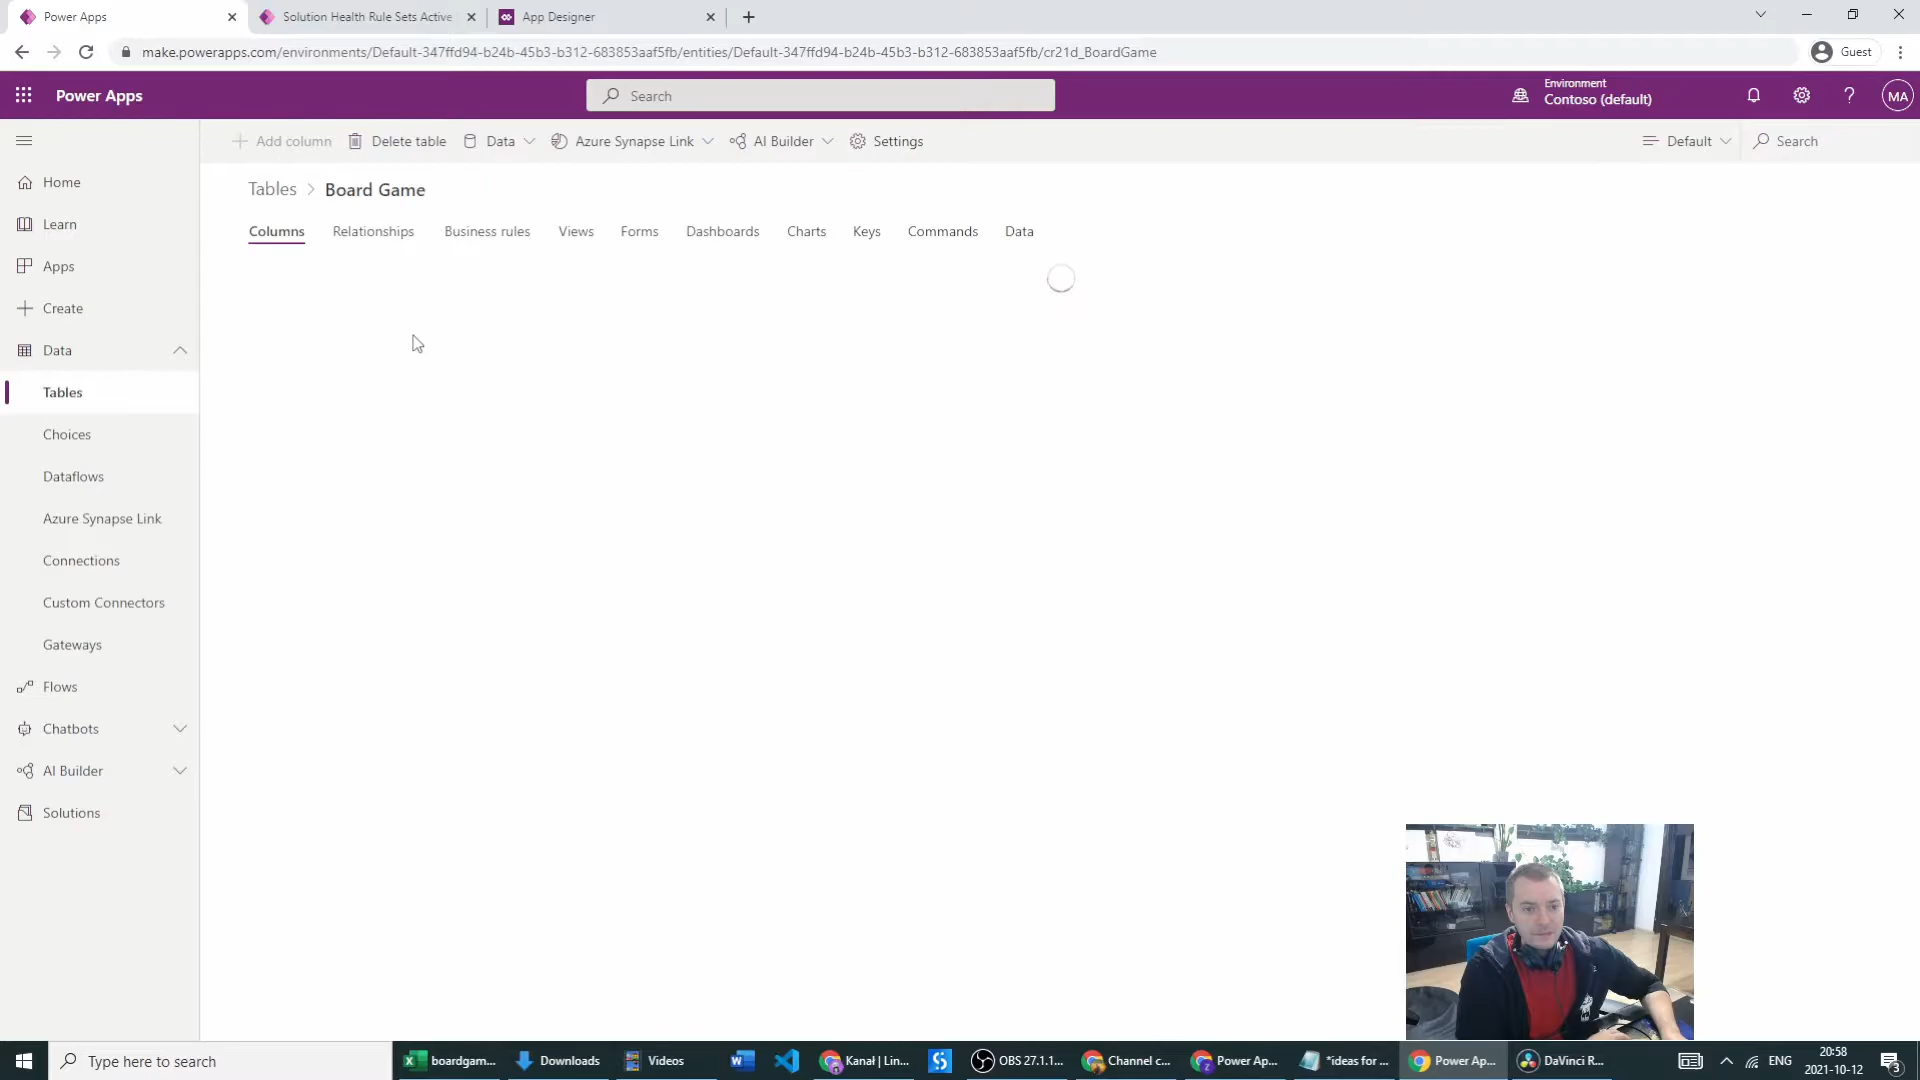 Power Apps
Solution Health Rule Sets Active
App Designer
make.powerapps.com/environments/Default-347ffd94-b24b-45b3-b312-683853aaf5fb/entities/Default-347ffd94-b24b-45b3-b312-683853aaf5fb/cr21d_BoardGame
Guest
Power Apps
Search
Environment
Contoso (default)
MA
Add column
Delete table
Data
Azure Synapse Link
AI Builder
Settings
Default
Search
Tables > Board Game
Columns
Relationships
Business rules
Views
Forms
Dashboards
Charts
Keys
Commands
Data
Home
Learn
Apps
Create
Data
Tables
Choices
Dataflows
Azure Synapse Link
Connections
Custom Connectors
Gateways
Flows
Chatbots
AI Builder
Solutions
Type here to search
boardgam...
Downloads
Videos
Kanał | Lin...
OBS 27.1.1...
Channel c...
Power Ap...
*ideas for ...
Power Ap...
DaVinci R...
ENG
20:58
2021-10-12
3